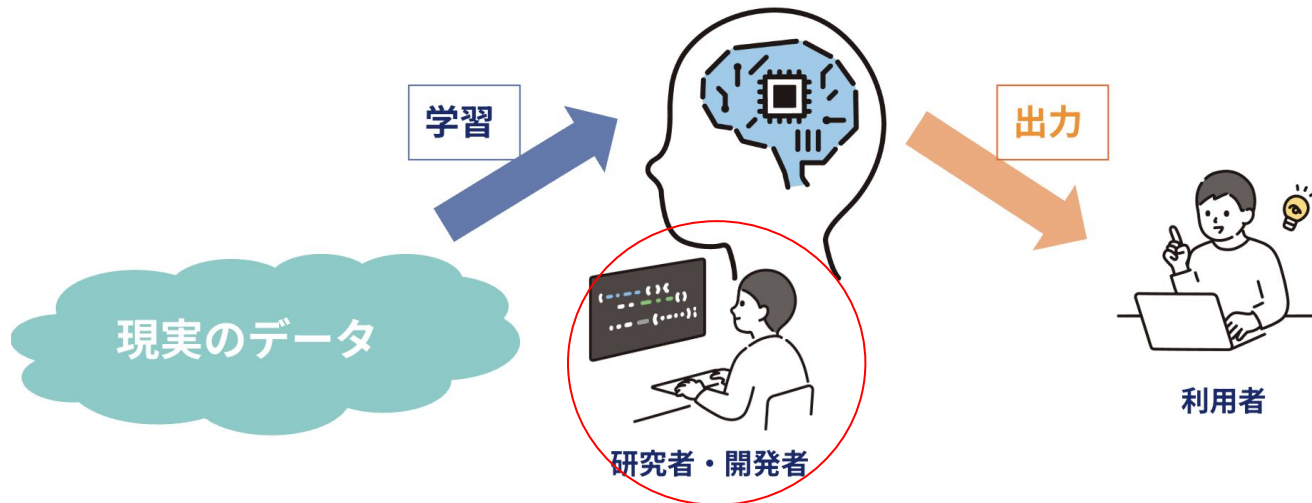 学習
出力
現実のデータ
利用者
研究者・開発者